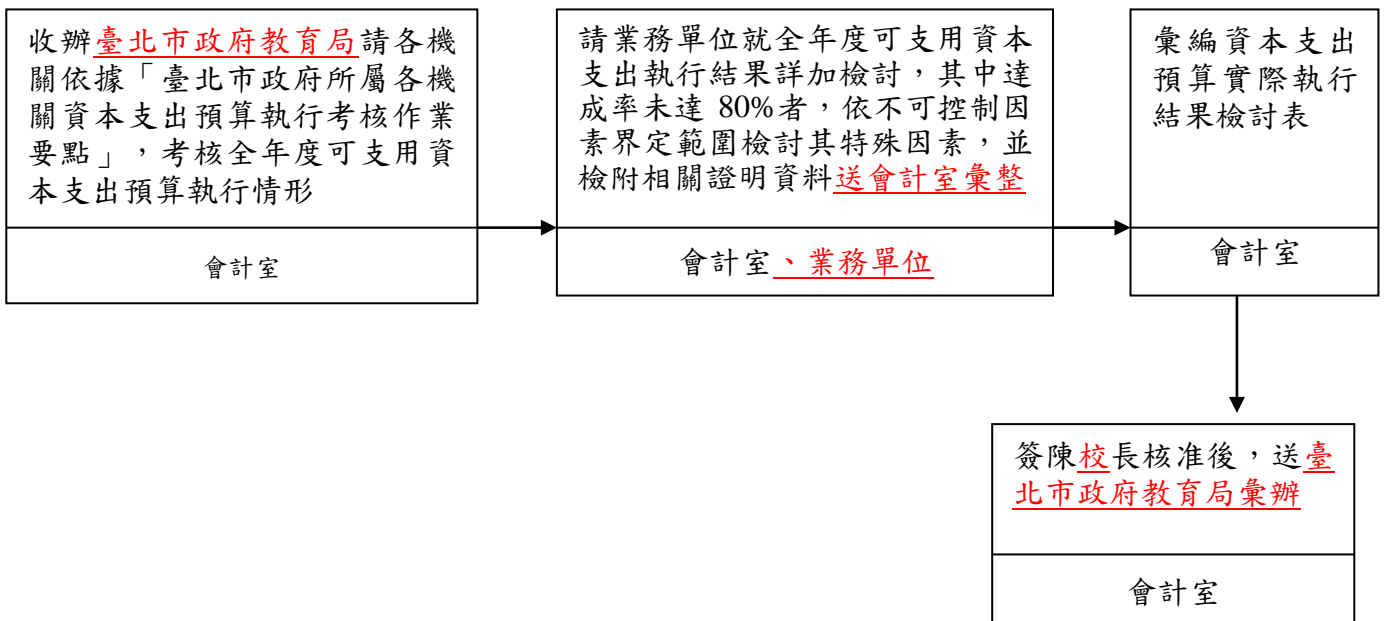 收辦臺北市政府教育局請各機
關依據「臺北市政府所屬各機
關資本支出預算執行考核作業
要點」，考核全年度可支用資
本支出預算執行情形
會計室
請業務單位就全年度可支用資本
支出執行結果詳加檢討，其中達
成率未達 80%者，依不可控制因
素界定範圍檢討其特殊因素，並
檢附相關證明資料送會計室彙整
會計室、業務單位
彙編資本支出
預算實際執行
結果檢討表
會計室
簽陳校長核准後，送臺
北市政府教育局彙辦
會計室